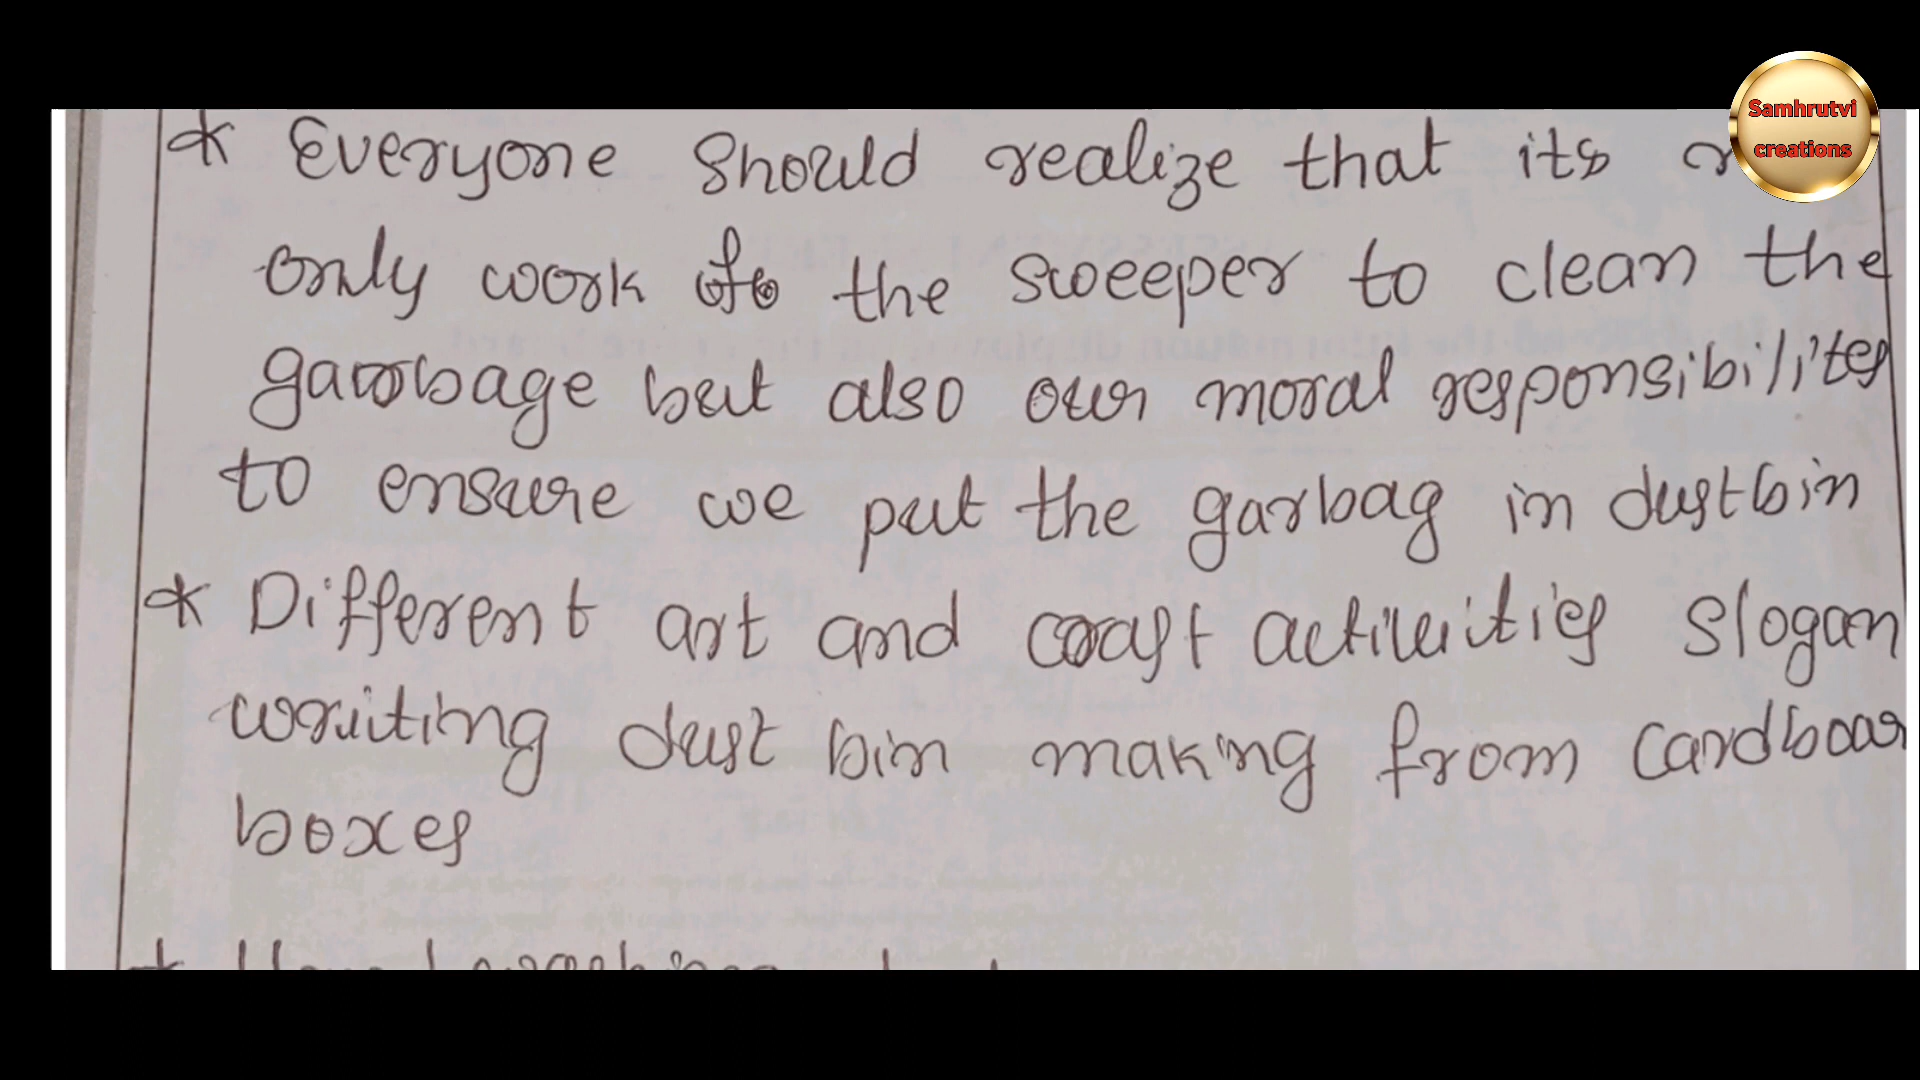 Samhrutvi
creations
* Everyone should realize that its
only work of the sweeper to clean the
garbage but also our moral responsibilites
to ensure we put the garbag in dustbin
* Different art and craft activities slogan
writing dust bin making from cardboar
boxes